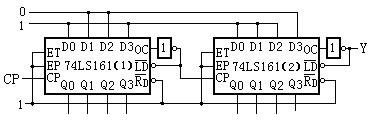 0
1
D0 D1 D2 D3 OC 1 D0 D1 D2 D3 OC 1 Y
ET ET
EP 74LS161(1) LD EP 74LS161(2) LD
CP CP RD CP RD
Q0 Q1 Q2 Q3 Q0 Q1 Q2 Q3
1